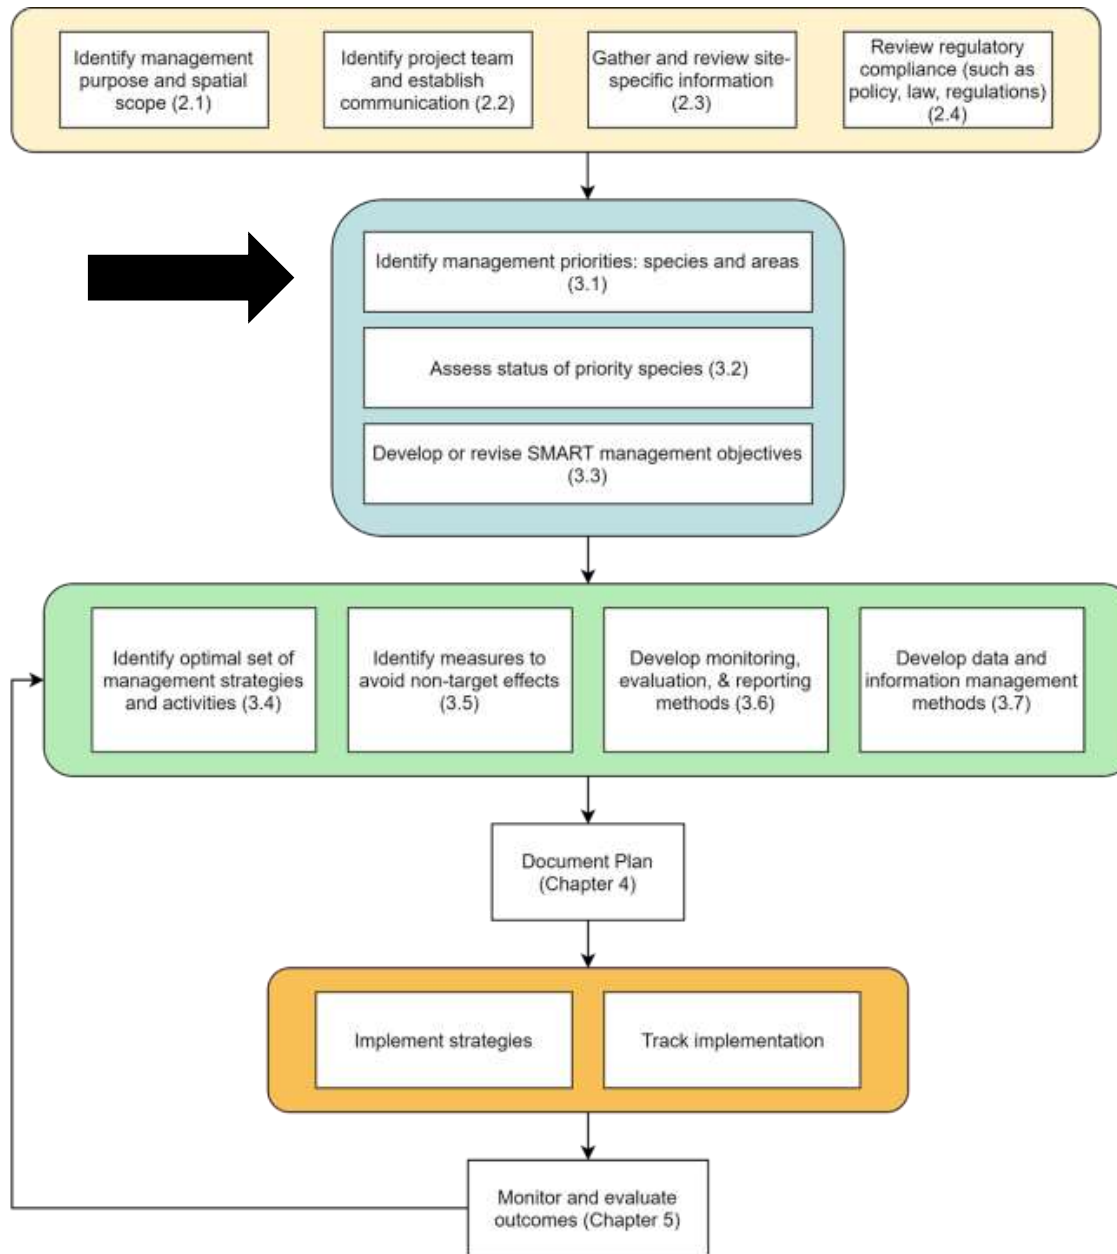 Identify management
purpose and spatial
scope (2.1)
Identify project team
and establish
communication (2.2)
Gather and review site-
specific information
(2.3)
Review regulatory
compliance (such as
policy, law, regulations)
(2.4)
Identify management priorities: species and areas
(3.1)
Assess status of priority species (3.2)
Develop or revise SMART management objectives
(3.3)
Identify optimal set of
management strategies
and activities (3.4)
Identify measures to
avoid non-target effects
(3.5)
Develop monitoring,
evaluation, & reporting
methods (3.6)
Develop data and
information management
methods (3.7)
Document Plan
(Chapter 4)
Implement strategies
Track implementation
Monitor and evaluate
outcomes (Chapter 5)